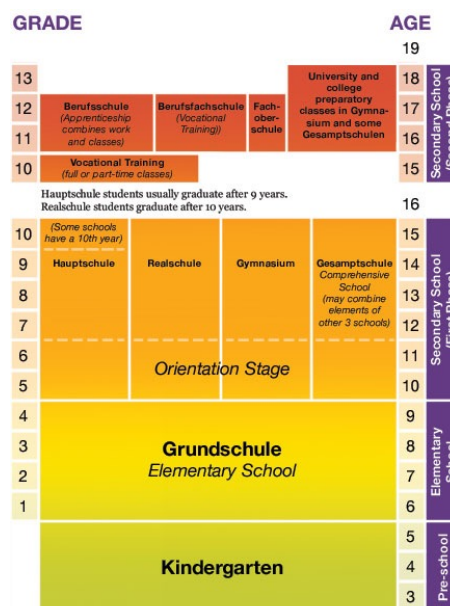 GRADE
AGE
19
13
18
12
17
11
16
10
15
University and
college
preparatory
classes in Gymna-
sium and some
Gesamptschulen
Berufsschule
(Apprenticeship
combines work
and classes)
Berufsfachschule
(Vocational
Training))
Fach-
ober-
schule
Vocational Training
(full or part-time classes)
Secondary School
(Second Phase)
Hauptschule students usually graduate after 9 years.
Realschule students graduate after 10 years.
16
10
15
9
14
8
13
7
12
6
11
5
10
(Some schools
have a 10th year)
Hauptschule
Realschule
Gymnasium
Gesamptschule
Comprehensive
School
(may combine
elements of
other 3 schools)
Orientation Stage
Secondary School
(First Phase)
4
9
3
8
2
7
1
6
Grundschule
Elementary School
Elementary
School
5
4
3
Kindergarten
Pre-school